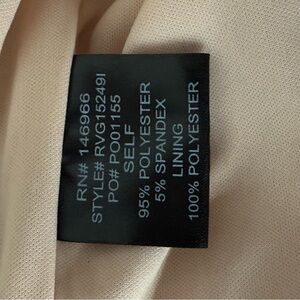 RN# 146966
STYLE# RVG15249I
PO# PO01155
SELF
95% POLYESTER
5% SPANDEX
LINING
100% POLYESTER